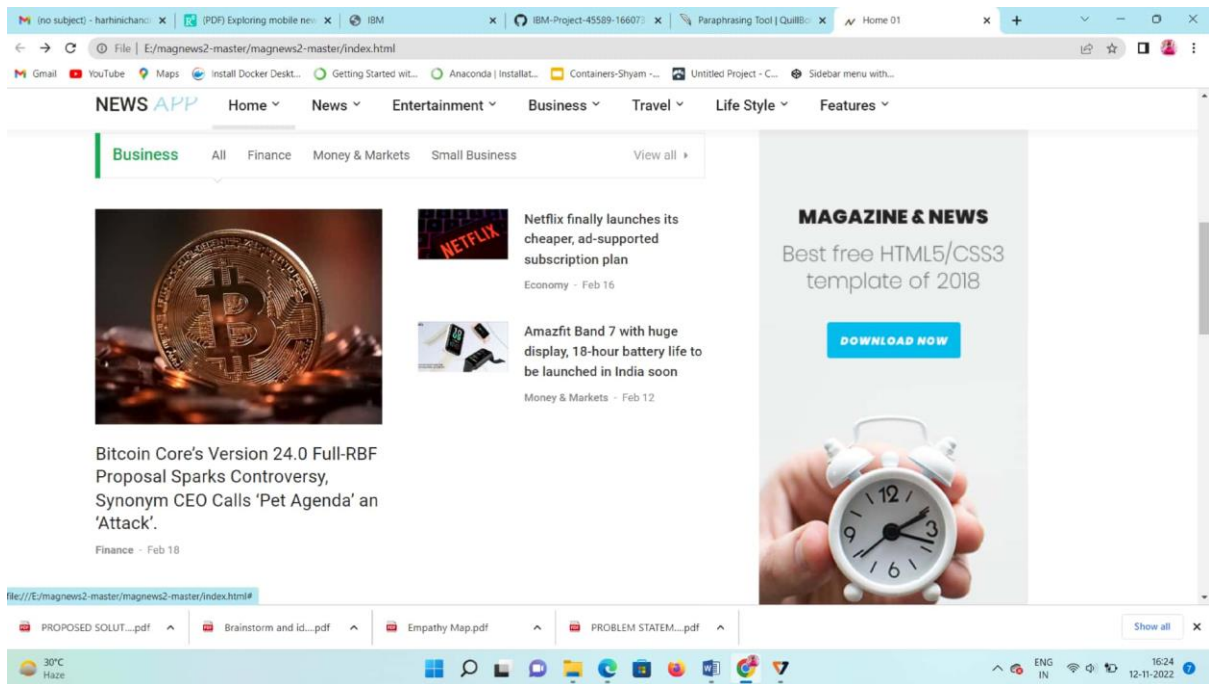 (no subject) - harhinichand
(PDF) Exploring mobile new
IBM
IBM-Project-45589-166073
Paraphrasing Tool | QuillBo
Home 01
File | E:/magnews2-master/magnews2-master/index.html
Gmail
YouTube
Maps
Install Docker Deskt...
Getting Started wit...
Anaconda | Installat...
Containers-Shyam -...
Untitled Project - C...
Sidebar menu with...
NEWS APP
Home
News
Entertainment
Business
Travel
Life Style
Features
Business
All
Finance
Money & Markets
Small Business
View all
NETFLIX
Netflix finally launches its
cheaper, ad-supported
subscription plan
Economy - Feb 16
Amazfit Band 7 with huge
display, 18-hour battery life to
be launched in India soon
Money & Markets - Feb 12
Bitcoin Core's Version 24.0 Full-RBF
Proposal Sparks Controversy,
Synonym CEO Calls ‘Pet Agenda’ an
‘Attack’.
Finance - Feb 18
MAGAZINE & NEWS
Best free HTML5/CSS3
template of 2018
DOWNLOAD NOW
12
9
3
6
file:///E:/magnews2-master/magnews2-master/index.html#
PROPOSED SOLUT....pdf
Brainstorm and id....pdf
Empathy Map.pdf
PROBLEM STATEM....pdf
Show all
30°C
Haze
ENG
IN
16:24
12-11-2022
7